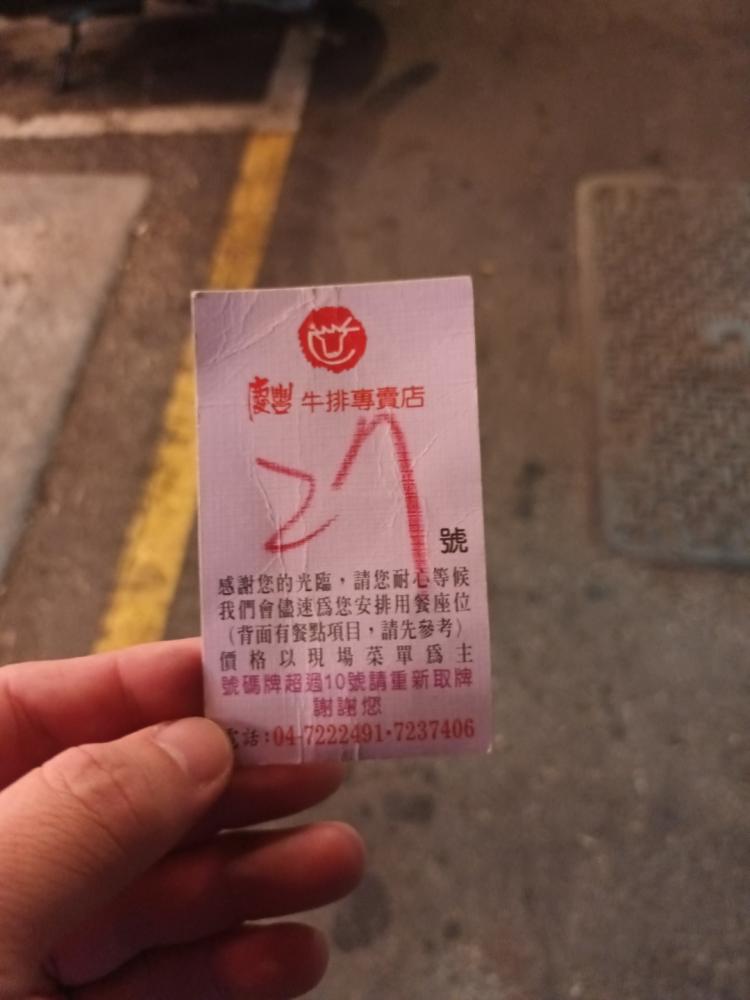 慶豐 牛排專賣店
27
號
感謝您的光臨，請您耐心等候
我們會儘速爲您安排用餐座位
（背面有餐點項目，請先參考）
價格以現場菜單爲主
號碼牌超過10號請重新取牌
謝謝您
電話：04-7222491·7237406